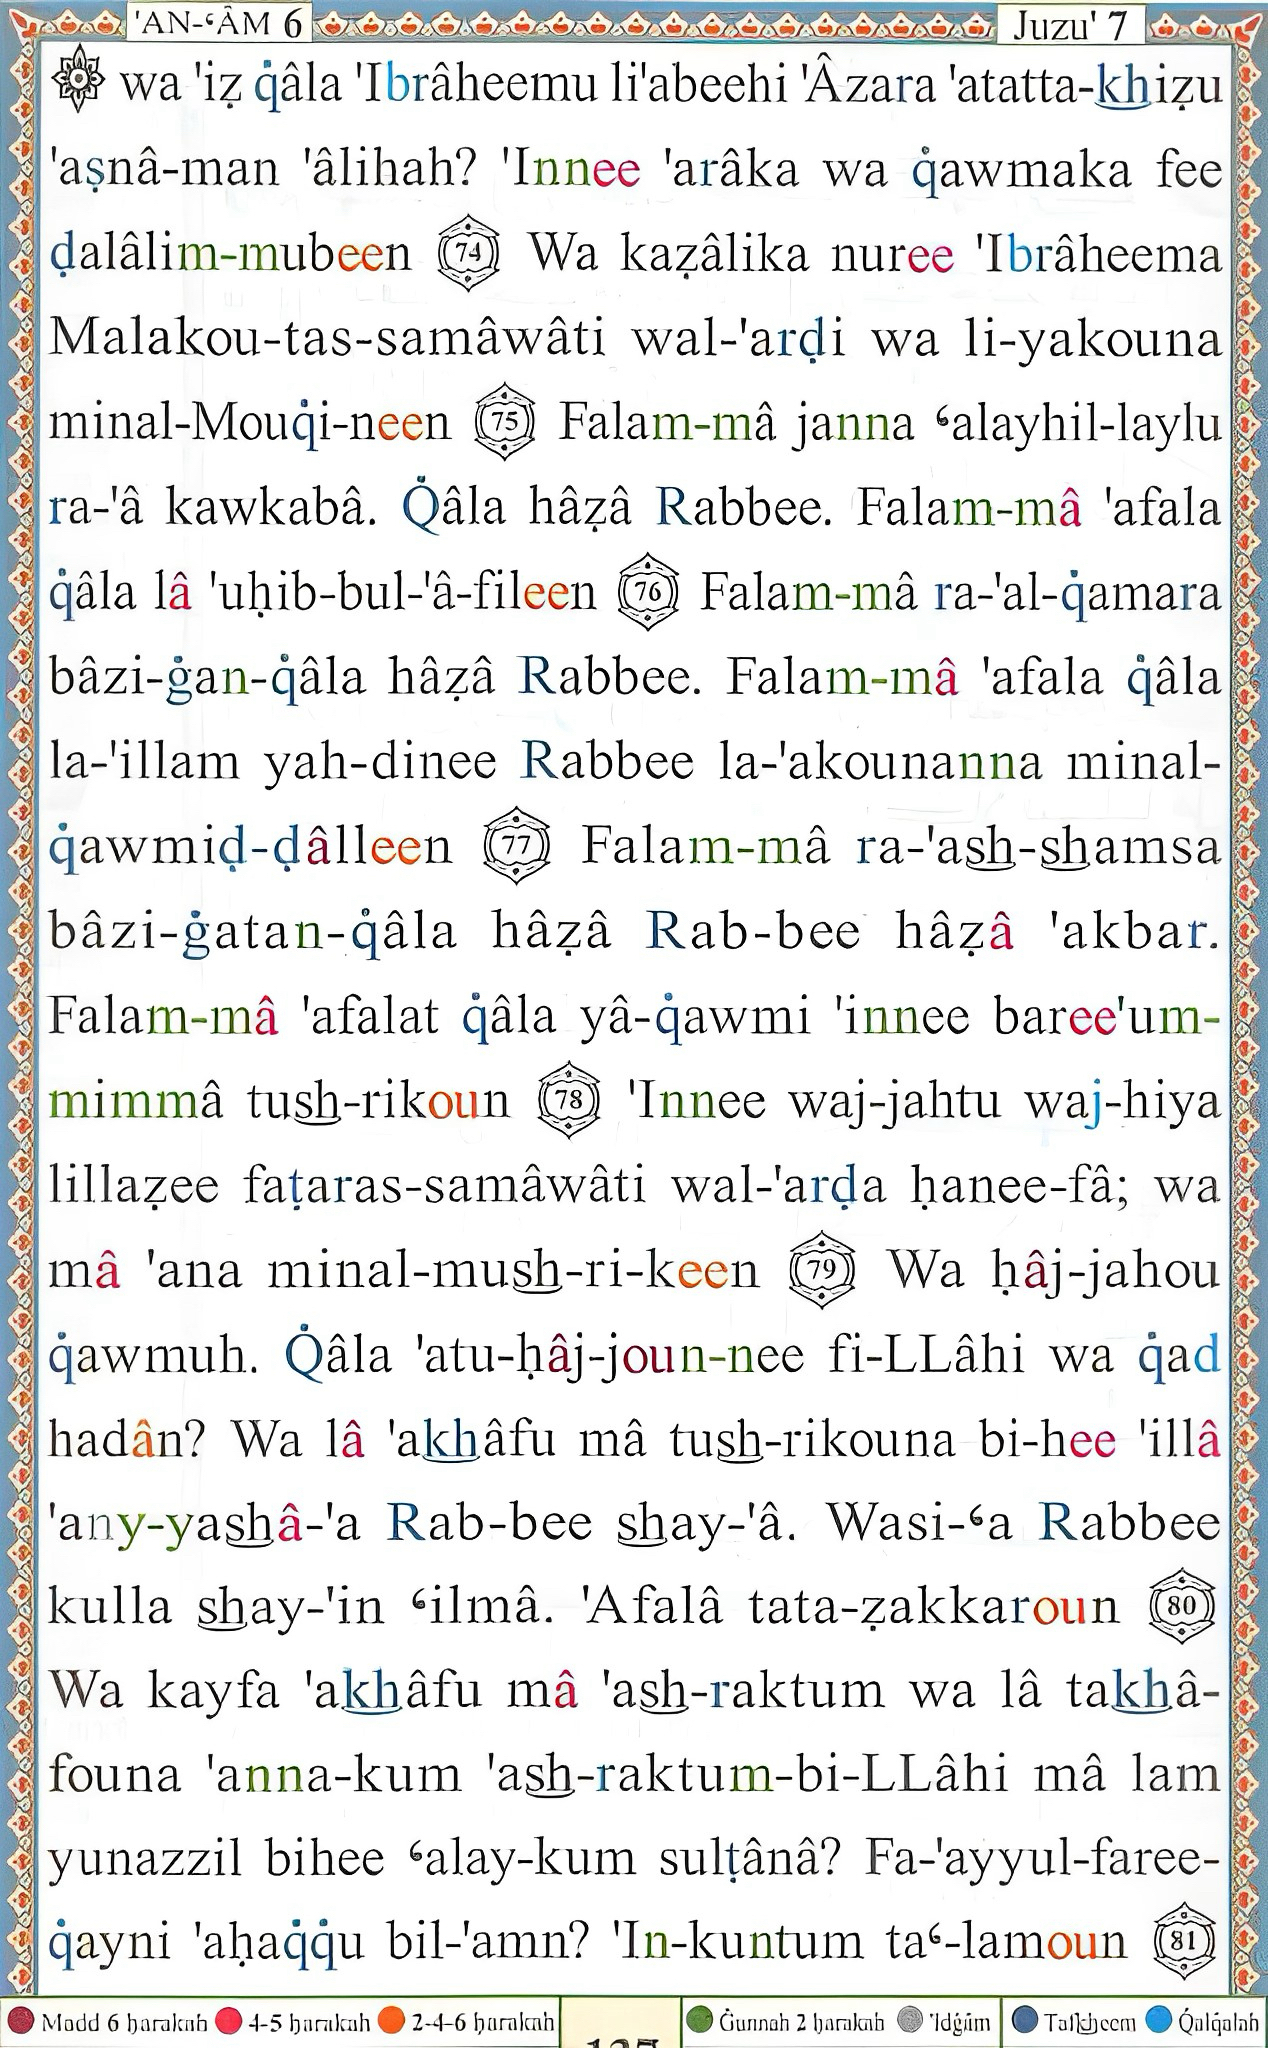 'AN-ʿÂM 6
Juzu' 7
wa 'iẓ q̇âla 'Ibrâheemu li'abeehi 'Âzara 'atatta-khiẓu
'aṣnâ-man 'âlihah? 'Innee 'arâka wa q̇awmaka fee
ḍalâlim-mubeen 74 Wa kaẓâlika nuree 'Ibrâheema
Malakou-tas-samâwâti wal-'arḍi wa li-yakouna
minal-Mouq̇i-neen 75 Falam-mâ janna ʿalayhil-laylu
ra-'â kawkabâ. Q̇âla hâẓâ Rabbee. Falam-mâ 'afala
q̇âla lâ 'uḥib-bul-'â-fileen 76 Falam-mâ ra-'al-q̇amara
bâzi-ġan-q̇âla hâẓâ Rabbee. Falam-mâ 'afala q̇âla
la-'illam yah-dinee Rabbee la-'akounanna minal-
q̇awmiḍ-ḍâlleen 77 Falam-mâ ra-'ash-shamsa
bâzi-ġatan-q̇âla hâẓâ Rab-bee hâẓâ 'akbar.
Falam-mâ 'afalat q̇âla yâ-q̇awmi 'innee baree'um-
mimmâ tush-rikoun 78 'Innee waj-jahtu waj-hiya
lillaẓee faṭaras-samâwâti wal-'arḍa ḥanee-fâ; wa
mâ 'ana minal-mush-ri-keen 79 Wa ḥâj-jahou
q̇awmuh. Q̇âla 'atu-ḥâj-joun-nee fi-LLâhi wa q̇ad
hadân? Wa lâ 'akhâfu mâ tush-rikouna bi-hee 'illâ
'any-yashâ-'a Rab-bee shay-'â. Wasi-ʿa Rabbee
kulla shay-'in ʿilmâ. 'Afalâ tata-ẓakkaroun 80
Wa kayfa 'akhâfu mâ 'ash-raktum wa lâ takhâ-
founa 'anna-kum 'ash-raktum-bi-LLâhi mâ lam
yunazzil bihee ʿalay-kum sulṭânâ? Fa-'ayyul-faree-
q̇ayni 'aḥaq̇q̇u bil-'amn? 'In-kuntum taʿ-lamoun 81
Madd 6 ḥarakah 4-5 ḥarakah 2-4-6 ḥarakah 137 Ġunnah 2 ḥarakah 'Idġâm Tafkheem Q̇alq̇alah